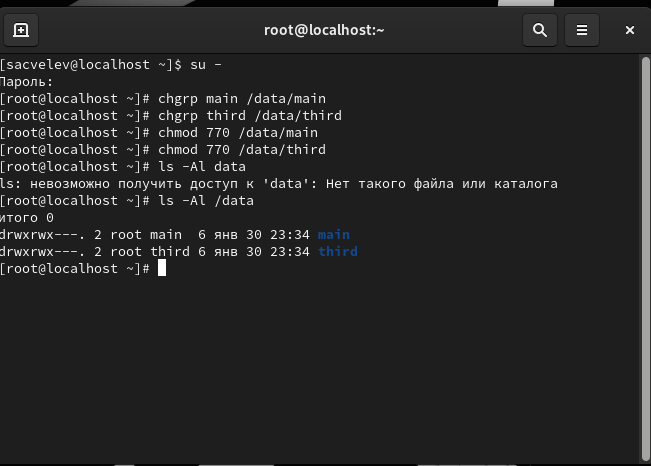 root@localhost:~
[sacvelev@localhost ~]$ su -
Пароль:
[root@localhost ~]# chgrp main /data/main
[root@localhost ~]# chgrp third /data/third
[root@localhost ~]# chmod 770 /data/main
[root@localhost ~]# chmod 770 /data/third
[root@localhost ~]# ls -Al data
ls: невозможно получить доступ к 'data': Нет такого файла или каталога
[root@localhost ~]# ls -Al /data
итого 0
drwxrwx---. 2 root main  6 янв 30 23:34 main
drwxrwx---. 2 root third 6 янв 30 23:34 third
[root@localhost ~]#